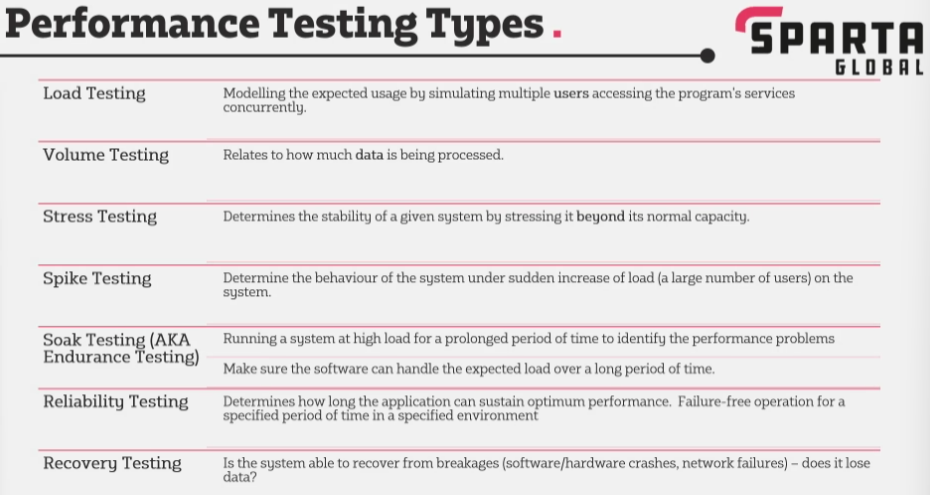 Performance Testing Types .
SPARTA
GLOBAL
Load Testing
Modelling the expected usage by simulating multiple users accessing the program's services
concurrently.
Volume Testing
Relates to how much data is being processed.
Stress Testing
Determines the stability of a given system by stressing it beyond its normal capacity.
Spike Testing
Determine the behaviour of the system under sudden increase of load (a large number of users) on the
system.
Soak Testing (AKA
Endurance Testing)
Running a system at high load for a prolonged period of time to identify the performance problems
Make sure the software can handle the expected load over a long period of time.
Reliability Testing
Determines how long the application can sustain optimum performance. Failure-free operation for a
specified period of time in a specified environment
Recovery Testing
Is the system able to recover from breakages (software/hardware crashes, network failures) – does it lose
data?